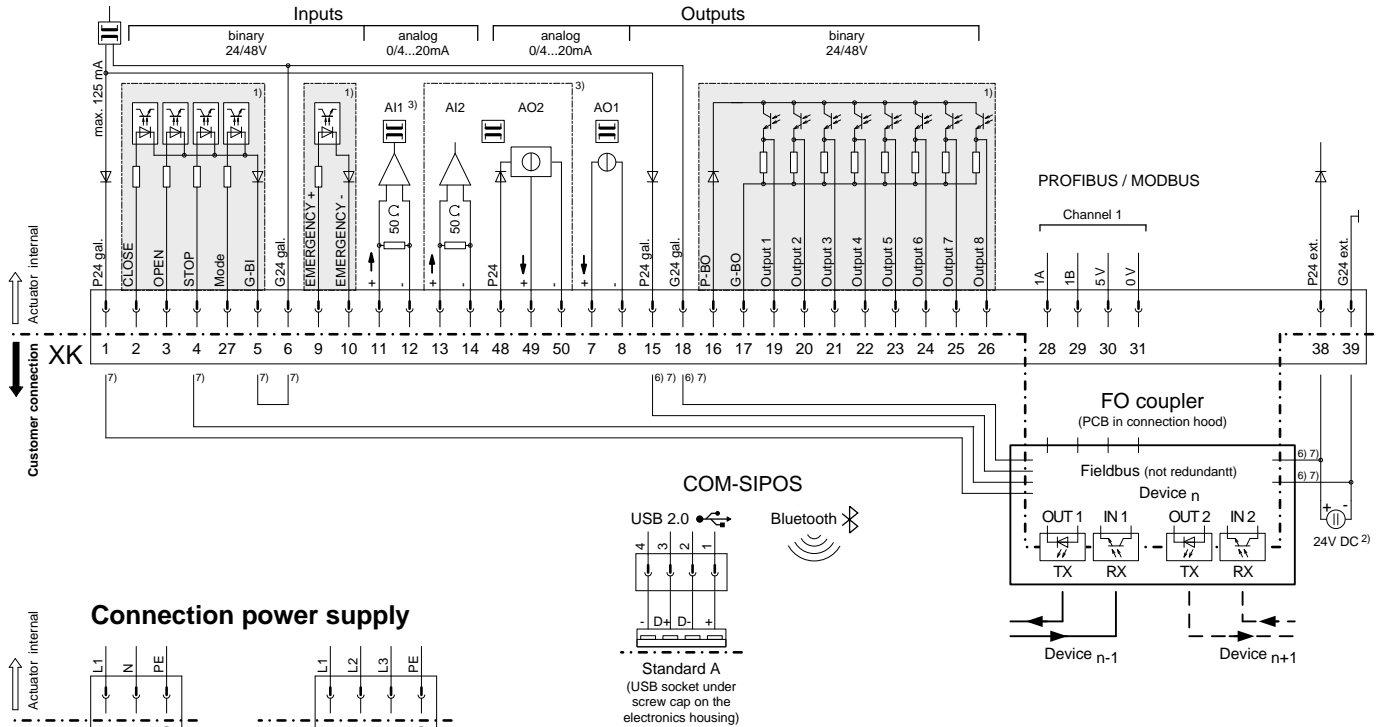 Inputs
Outputs
binary
24/48V
analog
0/4...20mA
analog
0/4...20mA
binary
24/48V
max. 125 mA
1)
1)
AI1 3)
AI2
AO2
3)
AO1
1)
50 Ω
50 Ω
PROFIBUS / MODBUS
Channel 1
Actuator internal
P24 gal.
CLOSE
OPEN
STOP
Mode
G-BI
G24 gal.
EMERGENCY +
EMERGENCY -
+
-
+
-
P24
+
-
+
-
P24 gal.
G24 gal.
P-BO
G-BO
Output 1
Output 2
Output 3
Output 4
Output 5
Output 6
Output 7
Output 8
1A
1B
5 V
0 V
P24 ext.
G24 ext.
XK 1 2 3 4 27 5 6 9 10 11 12 13 14 48 49 50 7 8 15 18 16 17 19 20 21 22 23 24 25 26 28 29 30 31 38 39
Customer connection
7) 7) 7) 7) 6) 7) 6) 7)
FO coupler
(PCB in connection hood)
Fieldbus (not redundantt)
Device n
6) 7)
6) 7)
OUT 1 IN 1 OUT 2 IN 2
TX RX TX RX
+ -
24V DC 2)
Device n-1
Device n+1
COM-SIPOS
USB 2.0
Bluetooth
4 3 2 1
- D+ D- +
Standard A
(USB socket under
screw cap on the
electronics housing)
Connection power supply
Actuator internal
L1 N PE
L1 L2 L3 PE